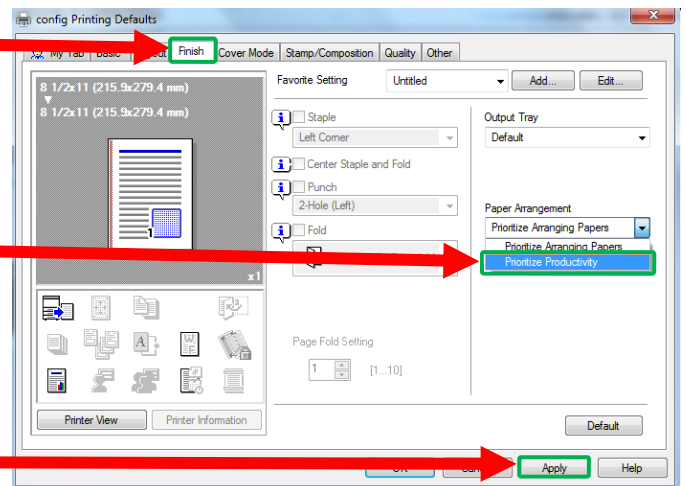 config Printing Defaults
My Tab
Finish
Cover Mode
Stamp/Composition
Quality
Other
8 1/2x11 (215.9x279.4 mm)
8 1/2x11 (215.9x279.4 mm)
1
x1
Printer View
Printer Information
Favorite Setting
Untitled
Add...
Edit...
Staple
Left Corner
Center Staple and Fold
Punch
2-Hole (Left)
Fold
Page Fold Setting
1
[1...10]
Output Tray
Default
Paper Arrangement
Prioritize Arranging Papers
Prioritize Arranging Papers
Prioritize Productivity
Default
Apply
Help